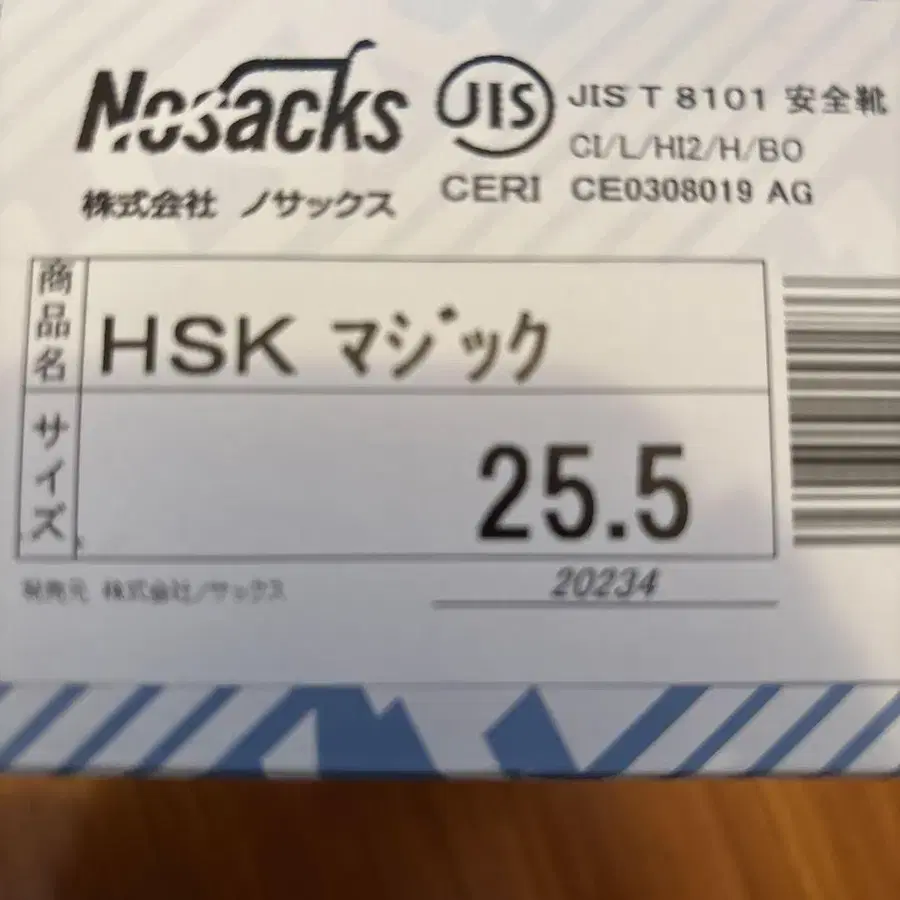 Nosacks
株式会社 ノサックス
JIS
JIS T 8101 安全靴
CI/L/HI2/H/BO
CERI CE0308019 AG
商品名 HSK マジック
サイズ 25.5
発売元 株式会社ノサックス
20234